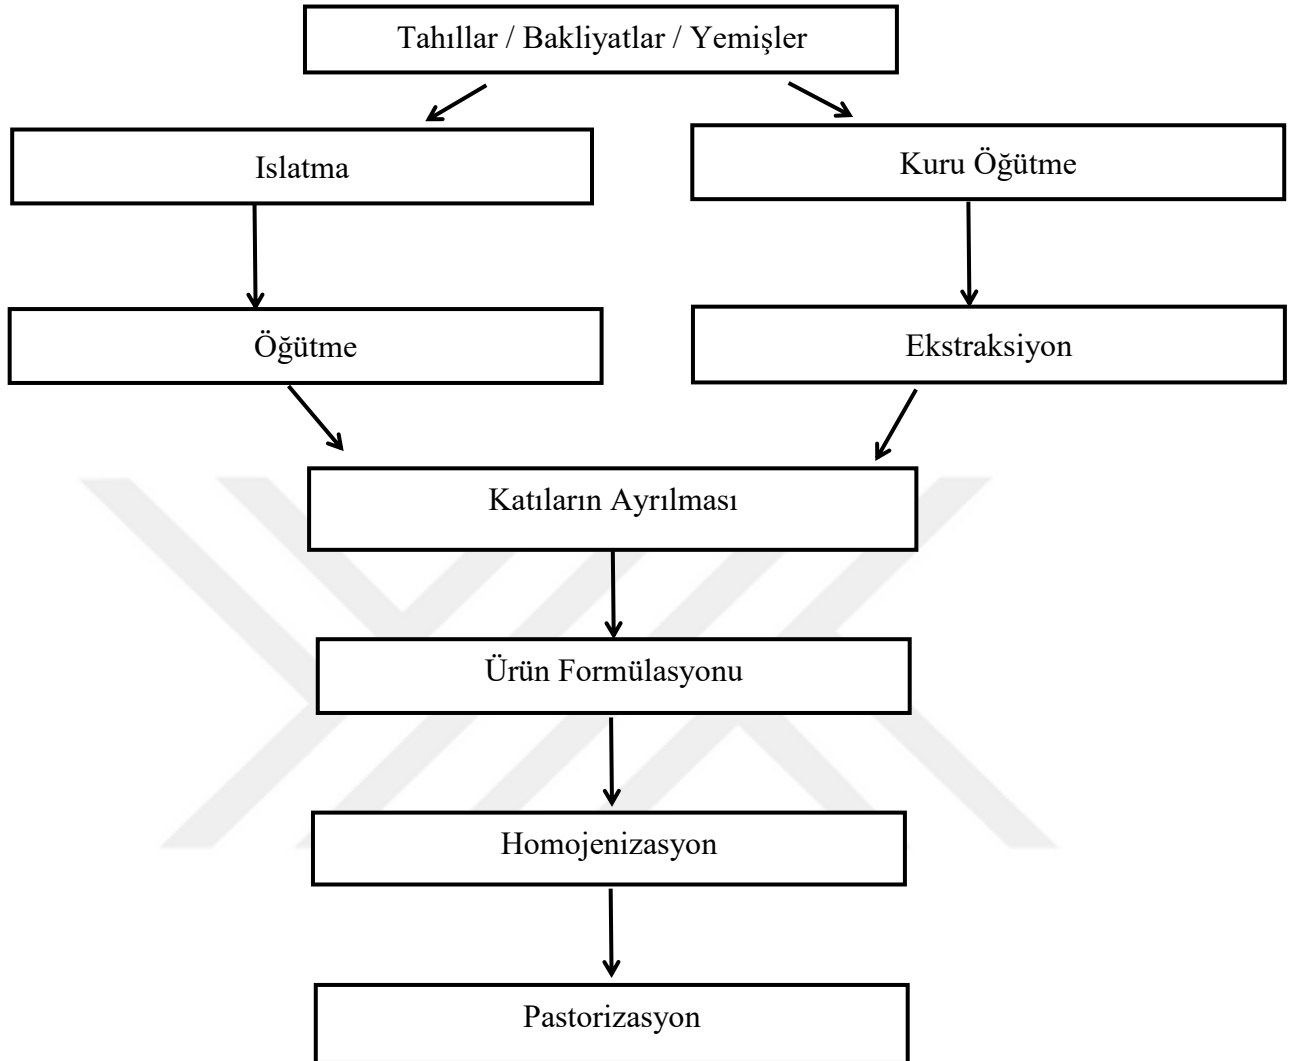 Tahıllar / Bakliyatlar / Yemişler
Islatma
Kuru Öğütme
Öğütme
Ekstraksiyon
Katıların Ayrılması
Ürün Formülasyonu
Homojenizasyon
Pastorizasyon